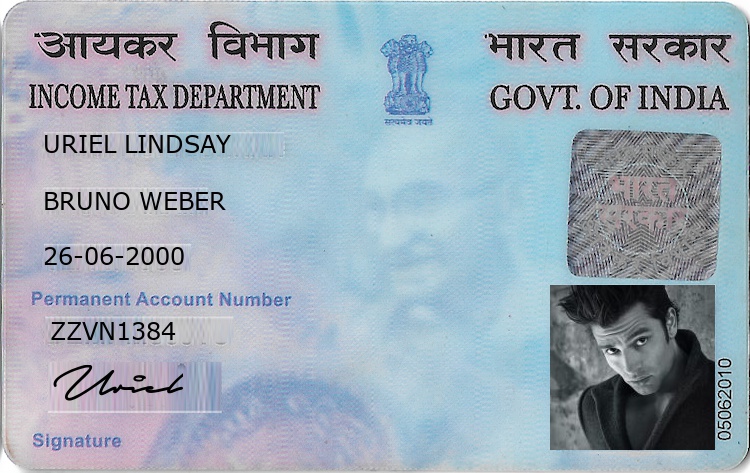 आयकर विभाग
भारत सरकार
INCOME TAX DEPARTMENT
GOVT. OF INDIA
सत्यमेव जयते
URIEL LINDSAY
BRUNO WEBER
26-06-2000
Permanent Account Number
ZZVN1384
Uriel
Signature
भारत
सरकार
05062010